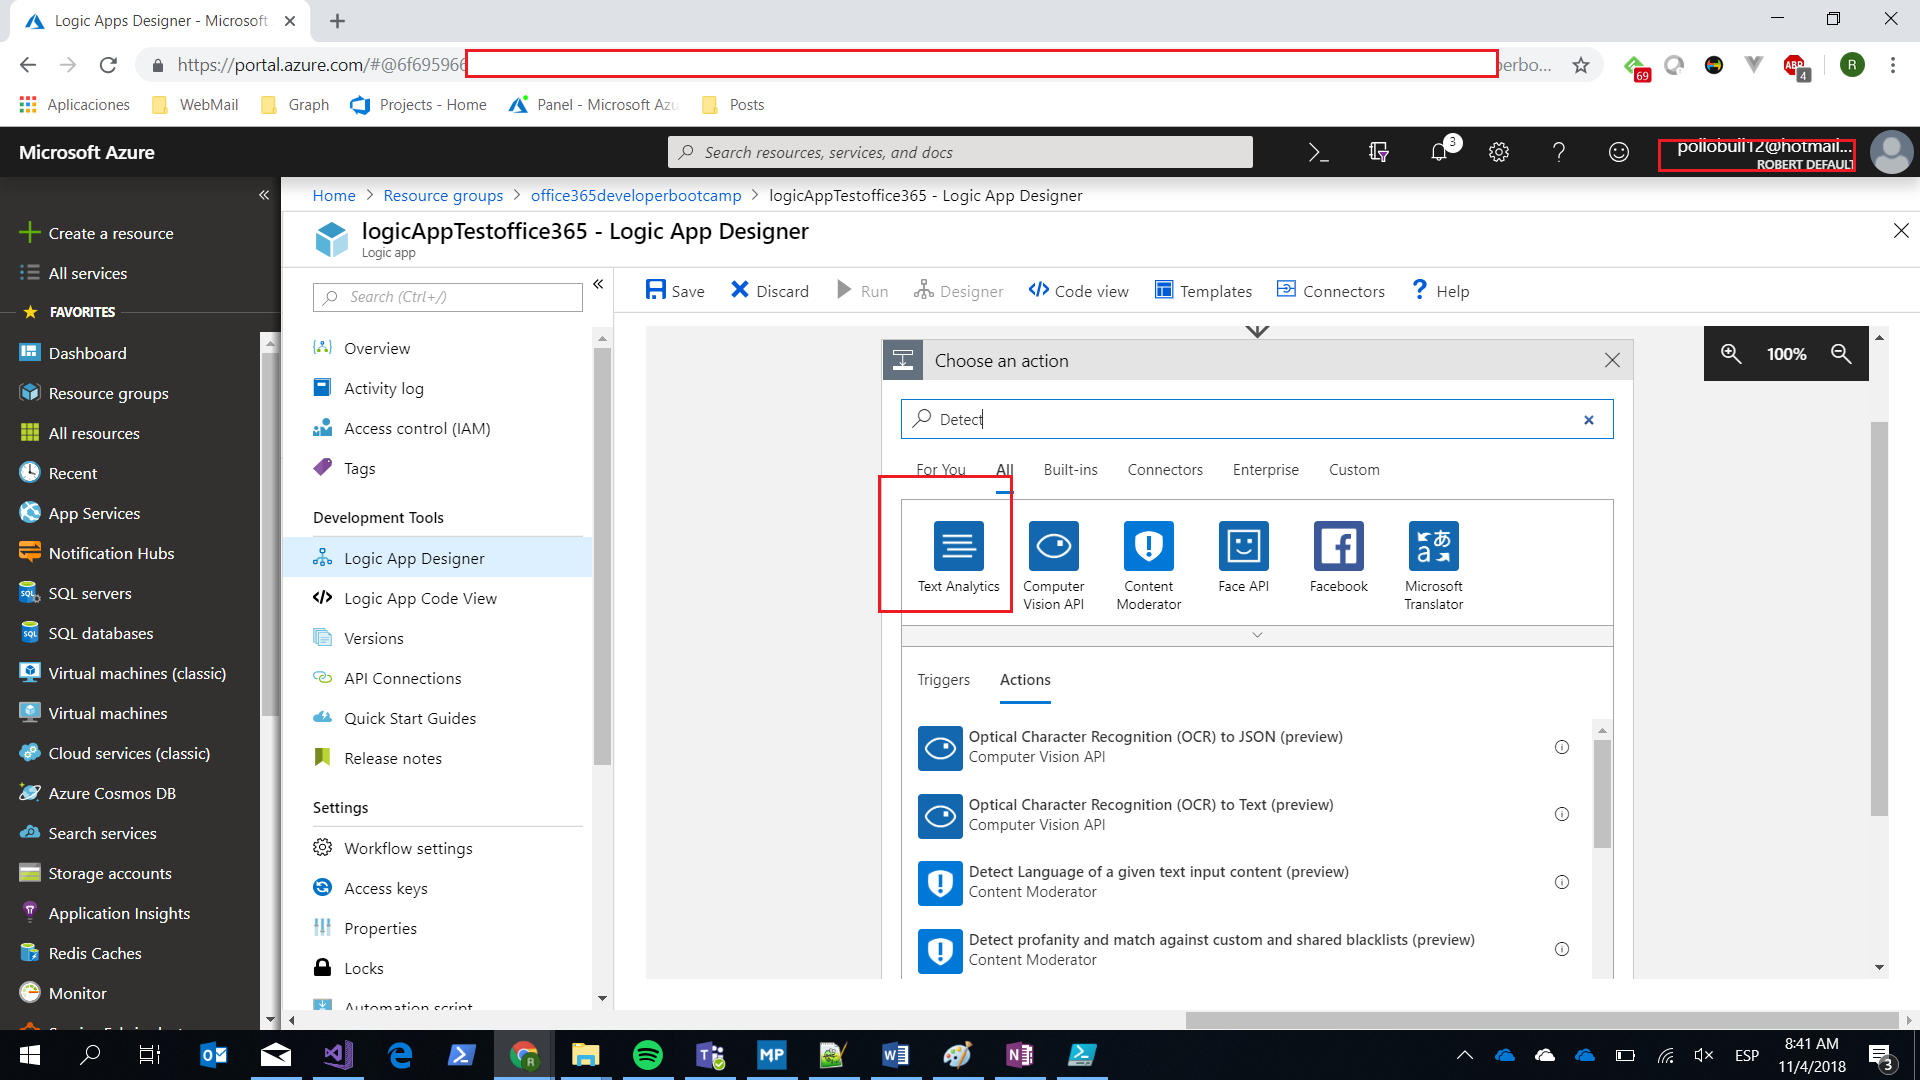 Logic Apps Designer - Microsoft
https://portal.azure.com/#@6f695966
perbo...
69
ABP
4
R
Aplicaciones
WebMail
Graph
Projects - Home
Panel - Microsoft Azu
Posts
Microsoft Azure
Search resources, services, and docs
3
pollobull12@hotmail...
ROBERT DEFAULT
Home > Resource groups > office365developerbootcamp > logicAppTestoffice365 - Logic App Designer
logicAppTestoffice365 - Logic App Designer
Logic app
Create a resource
All services
FAVORITES
Dashboard
Resource groups
All resources
Recent
App Services
Notification Hubs
SQL servers
SQL databases
Virtual machines (classic)
Virtual machines
Cloud services (classic)
Azure Cosmos DB
Search services
Storage accounts
Application Insights
Redis Caches
Monitor
Search (Ctrl+/)
Overview
Activity log
Access control (IAM)
Tags
Development Tools
Logic App Designer
Logic App Code View
Versions
API Connections
Quick Start Guides
Release notes
Settings
Workflow settings
Access keys
Properties
Locks
Automation script
Save
Discard
Run
Designer
Code view
Templates
Connectors
Help
100%
Choose an action
Detect
For You
All
Built-ins
Connectors
Enterprise
Custom
Text Analytics
Computer
Vision API
Content
Moderator
Face API
Facebook
Microsoft
Translator
Triggers
Actions
Optical Character Recognition (OCR) to JSON (preview)
Computer Vision API
Optical Character Recognition (OCR) to Text (preview)
Computer Vision API
Detect Language of a given text input content (preview)
Content Moderator
Detect profanity and match against custom and shared blacklists (preview)
Content Moderator
MP
ESP
8:41 AM
11/4/2018
3